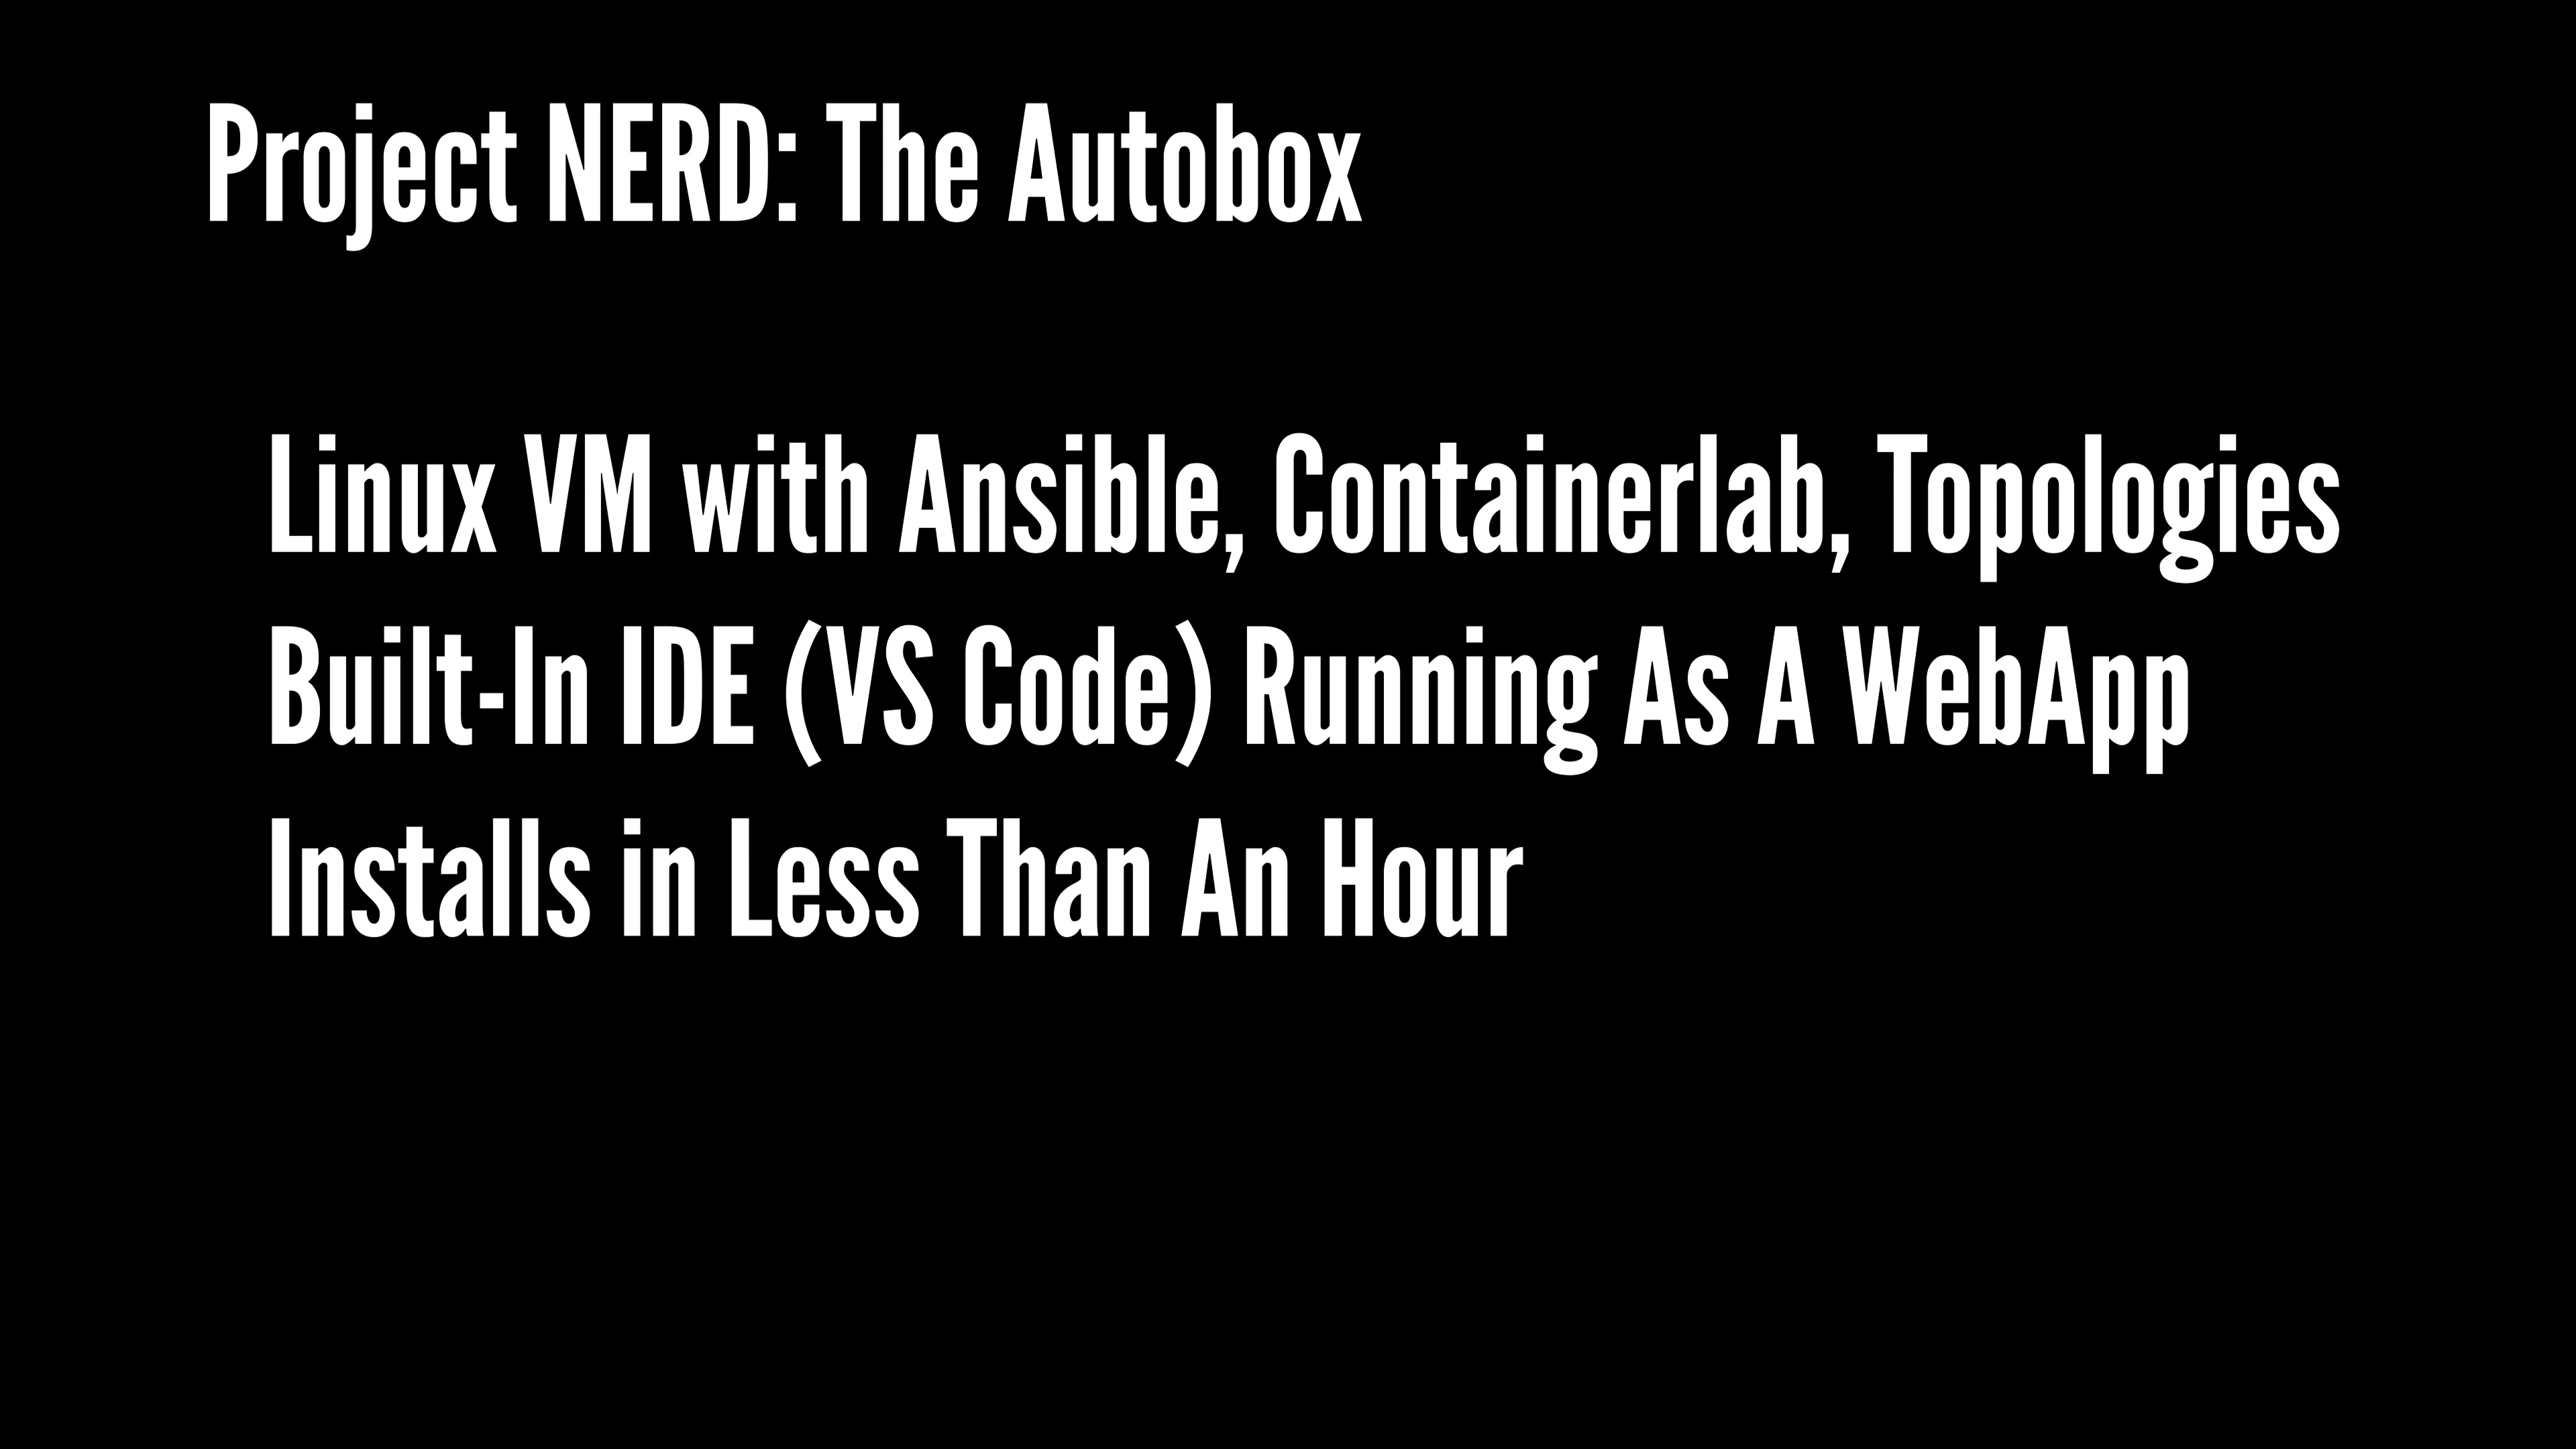 Project NERD: The Autobox
Linux VM with Ansible, Containerlab, Topologies
Built-In IDE (VS Code) Running As A WebApp
Installs in Less Than An Hour